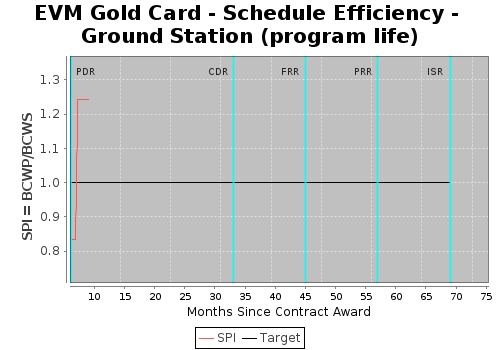 EVM Gold Card - Schedule Efficiency -
Ground Station (program life)
SPI = BCWP/BCWS
1.3
1.2
1.1
1.0
0.9
0.8
PDR CDR FRR PRR ISR
10 15 20 25 30 35 40 45 50 55 60 65 70 75
Months Since Contract Award
SPI Target